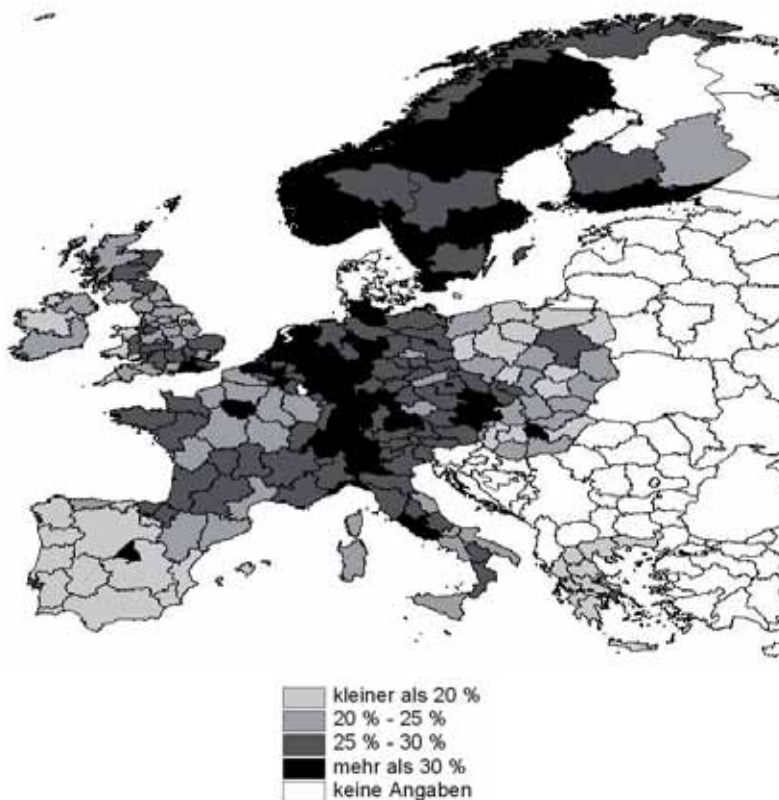 kleiner als 20 %
20 % - 25 %
25 % - 30 %
mehr als 30 %
keine Angaben